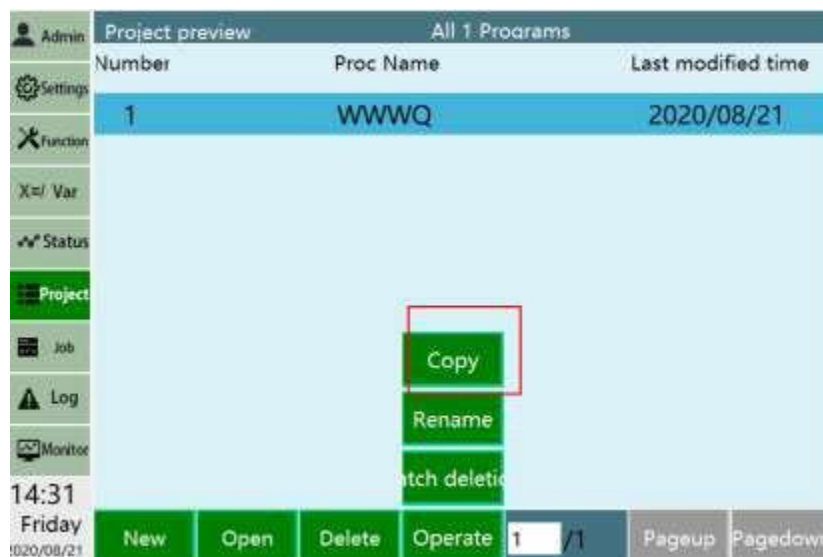 Admin
Project preview
All 1 Programs
Number
Proc Name
Last modified time
Settings
1
WWWQ
2020/08/21
Function
X=/ Var
Status
Project
Job
Copy
Log
Rename
Monitor
tch deletio
14:31
Friday
2020/08/21
New
Open
Delete
Operate
1
/1
Pageup
Pagedow